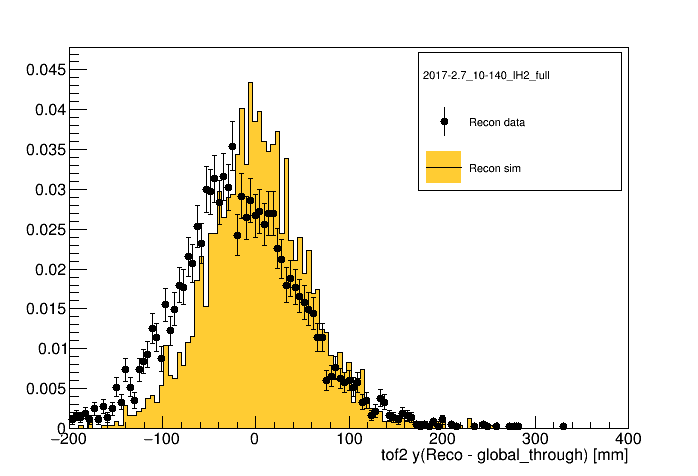 0.045
0.04
0.035
0.03
0.025
0.02
0.015
0.01
0.005
0
−200 −100 0 100 200 300 400
tof2 y(Reco - global_through) [mm]
2017-2.7_10-140_lH2_full
Recon data
Recon sim